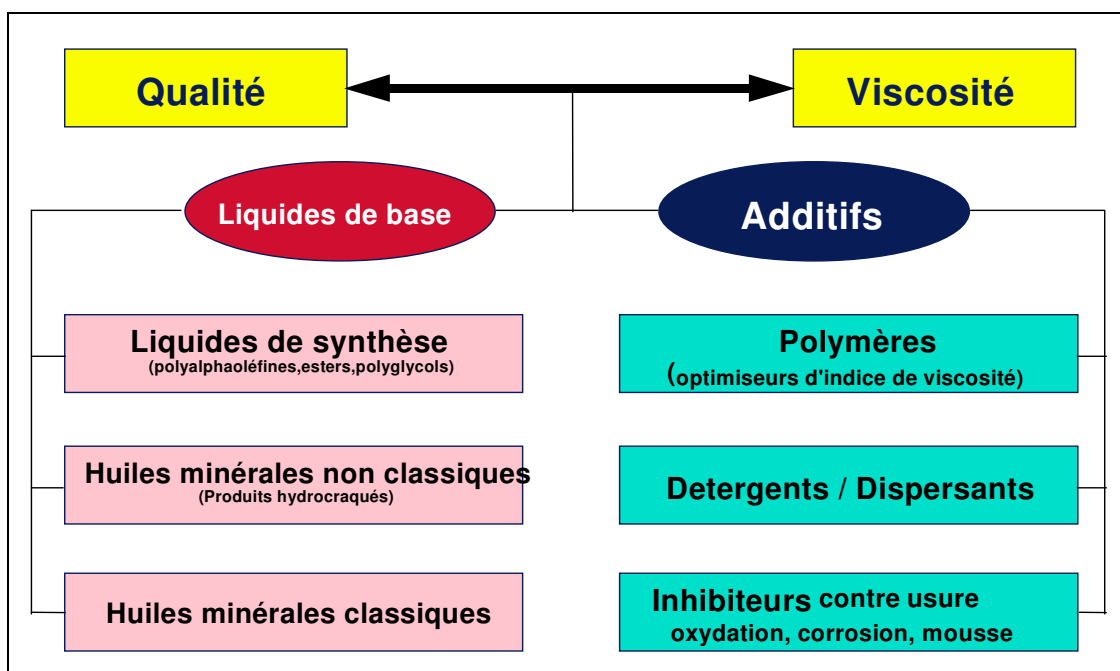 Qualité
Viscosité
Liquides de base
Additifs
Liquides de synthèse
(polyalphaoléfines,esters,polyglycols)
Polymères
(optimiseurs d'indice de viscosité)
Huiles minérales non classiques
(Produits hydrocraqués)
Detergents / Dispersants
Huiles minérales classiques
Inhibiteurs contre usure
oxydation, corrosion, mousse